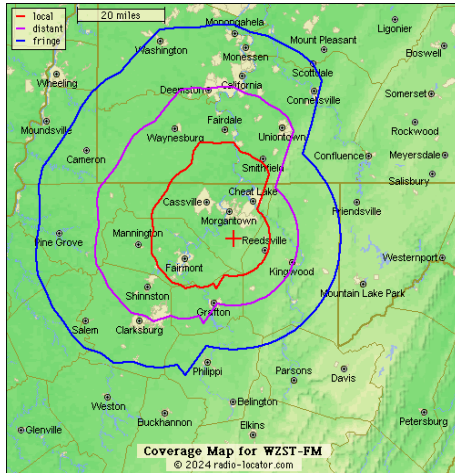 local
distant
fringe
20 miles
Monongahela
Ligonier
Washington
Mount Pleasant
Monessen
Boswell
Wheeling
Scottdale
California
Deemston
Connellsville
Somerset
Moundsville
Fairdale
Rockwood
Waynesburg
Uniontown
Cameron
Smithfield
Confluence
Meyersdale
Salisbury
Cheat Lake
Cassville
Friendsville
Morgantown
Pine Grove
Mannington
Reedsville
Fairmont
Kingwood
Westernport
Shinnston
Mountain Lake Park
Grafton
Salem
Clarksburg
Philippi
Parsons
Davis
Weston
Belington
Buckhannon
Petersburg
Glenville
Elkins
Coverage Map for WZST-FM
© 2024 radio-locator.com